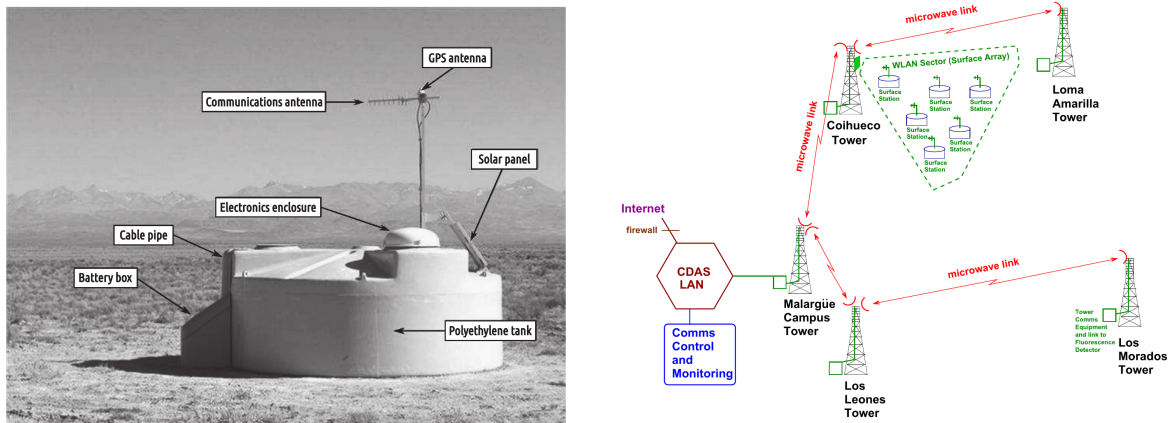 GPS antenna
Communications antenna
Solar panel
Electronics enclosure
Cable pipe
Battery box
Polyethylene tank
microwave link
WLAN Sector (Surface Array)
Surface
Station
Surface
Station
Surface
Station
Surface
Station
Surface
Station
Surface
Station
Loma
Amarilla
Tower
Coihueco
Tower
microwave link
Internet
firewall
CDAS
LAN
Malargüe
Campus
Tower
microwave link
Comms
Control
and
Monitoring
Los
Leones
Tower
Tower
Comms
Equipment
and link to
Fluorescence
Detector
Los
Morados
Tower